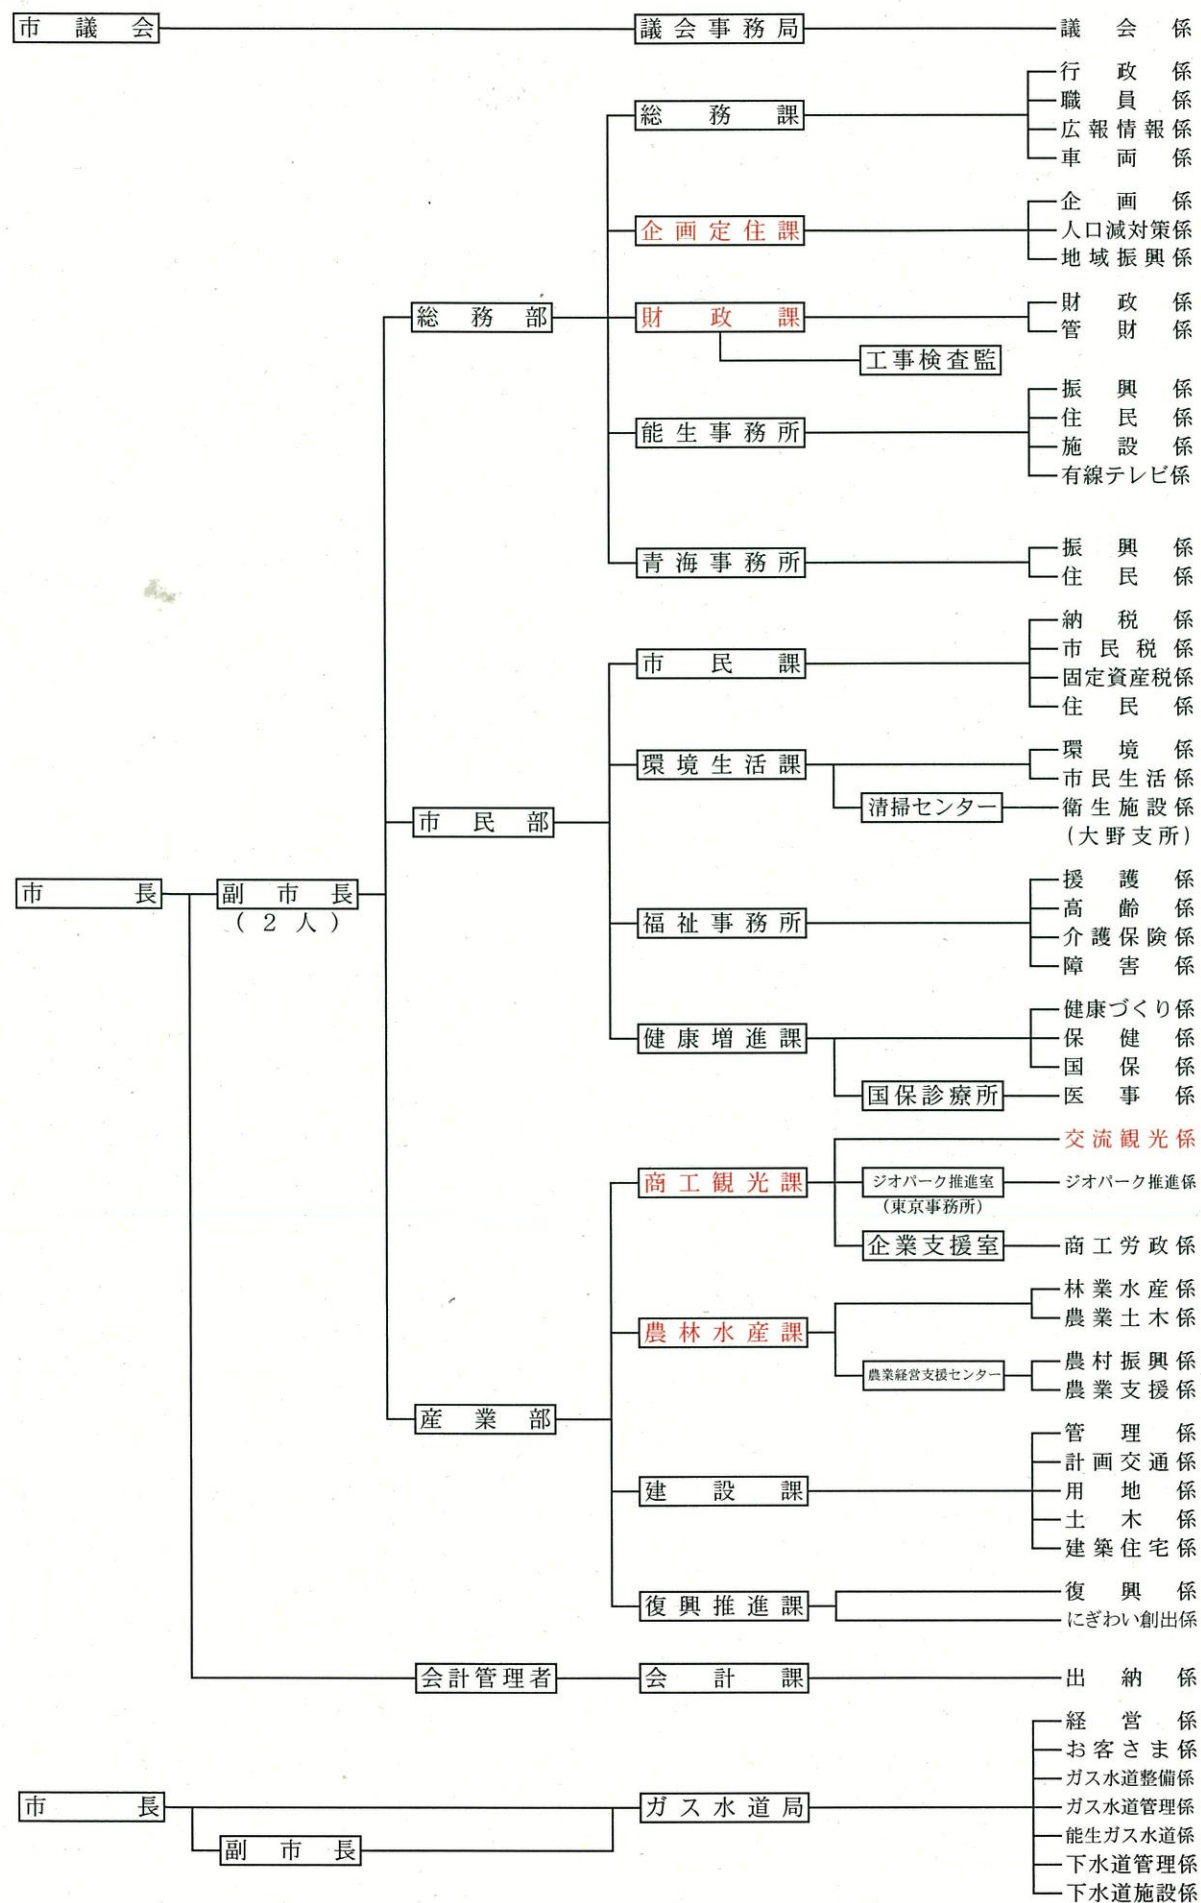 市議会 議会事務局 議会係
行政係
職員係
総務課
広報情報係
車両係
企画係
企画定住課 人口減対策係
地域振興係
財政係
総務部 財政課
管財係
工事検査監
振興係
住民係
能生事務所
施設係
有線テレビ係
振興係
青海事務所
住民係
納税係
市民税係
市民課
固定資産税係
住民係
環境係
環境生活課
市民生活係
清掃センター 衛生施設係
(大野支所)
市民部
援護係
市長 副市長
(2人)
高齢係
福祉事務所
介護保険係
障害係
健康づくり係
健康増進課 保健係
国保係
国保診療所 医事係
交流観光係
商工観光課 ジオパーク推進室 ジオパーク推進係
(東京事務所)
企業支援室 商工労政係
林業水産係
農業土木係
農林水産課
農村振興係
農業経営支援センター
農業支援係
産業部
管理係
計画交通係
建設課 用地係
土木係
建築住宅係
復興係
復興推進課
にぎわい創出係
会計管理者 会計課 出納係
経営係
お客さま係
ガス水道整備係
市長 ガス水道局 ガス水道管理係
副市長 能生ガス水道係
下水道管理係
下水道施設係